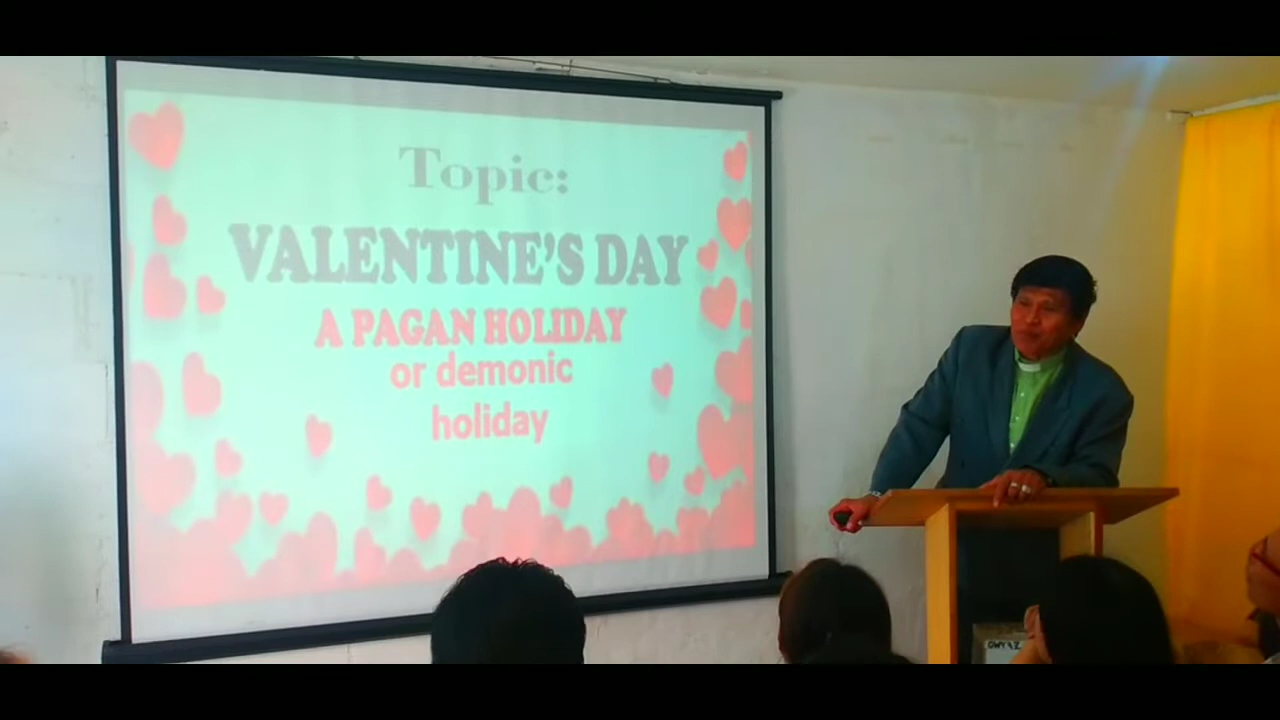 Topic:
VALENTINE'S DAY
A PAGAN HOLIDAY
or demonic
holiday